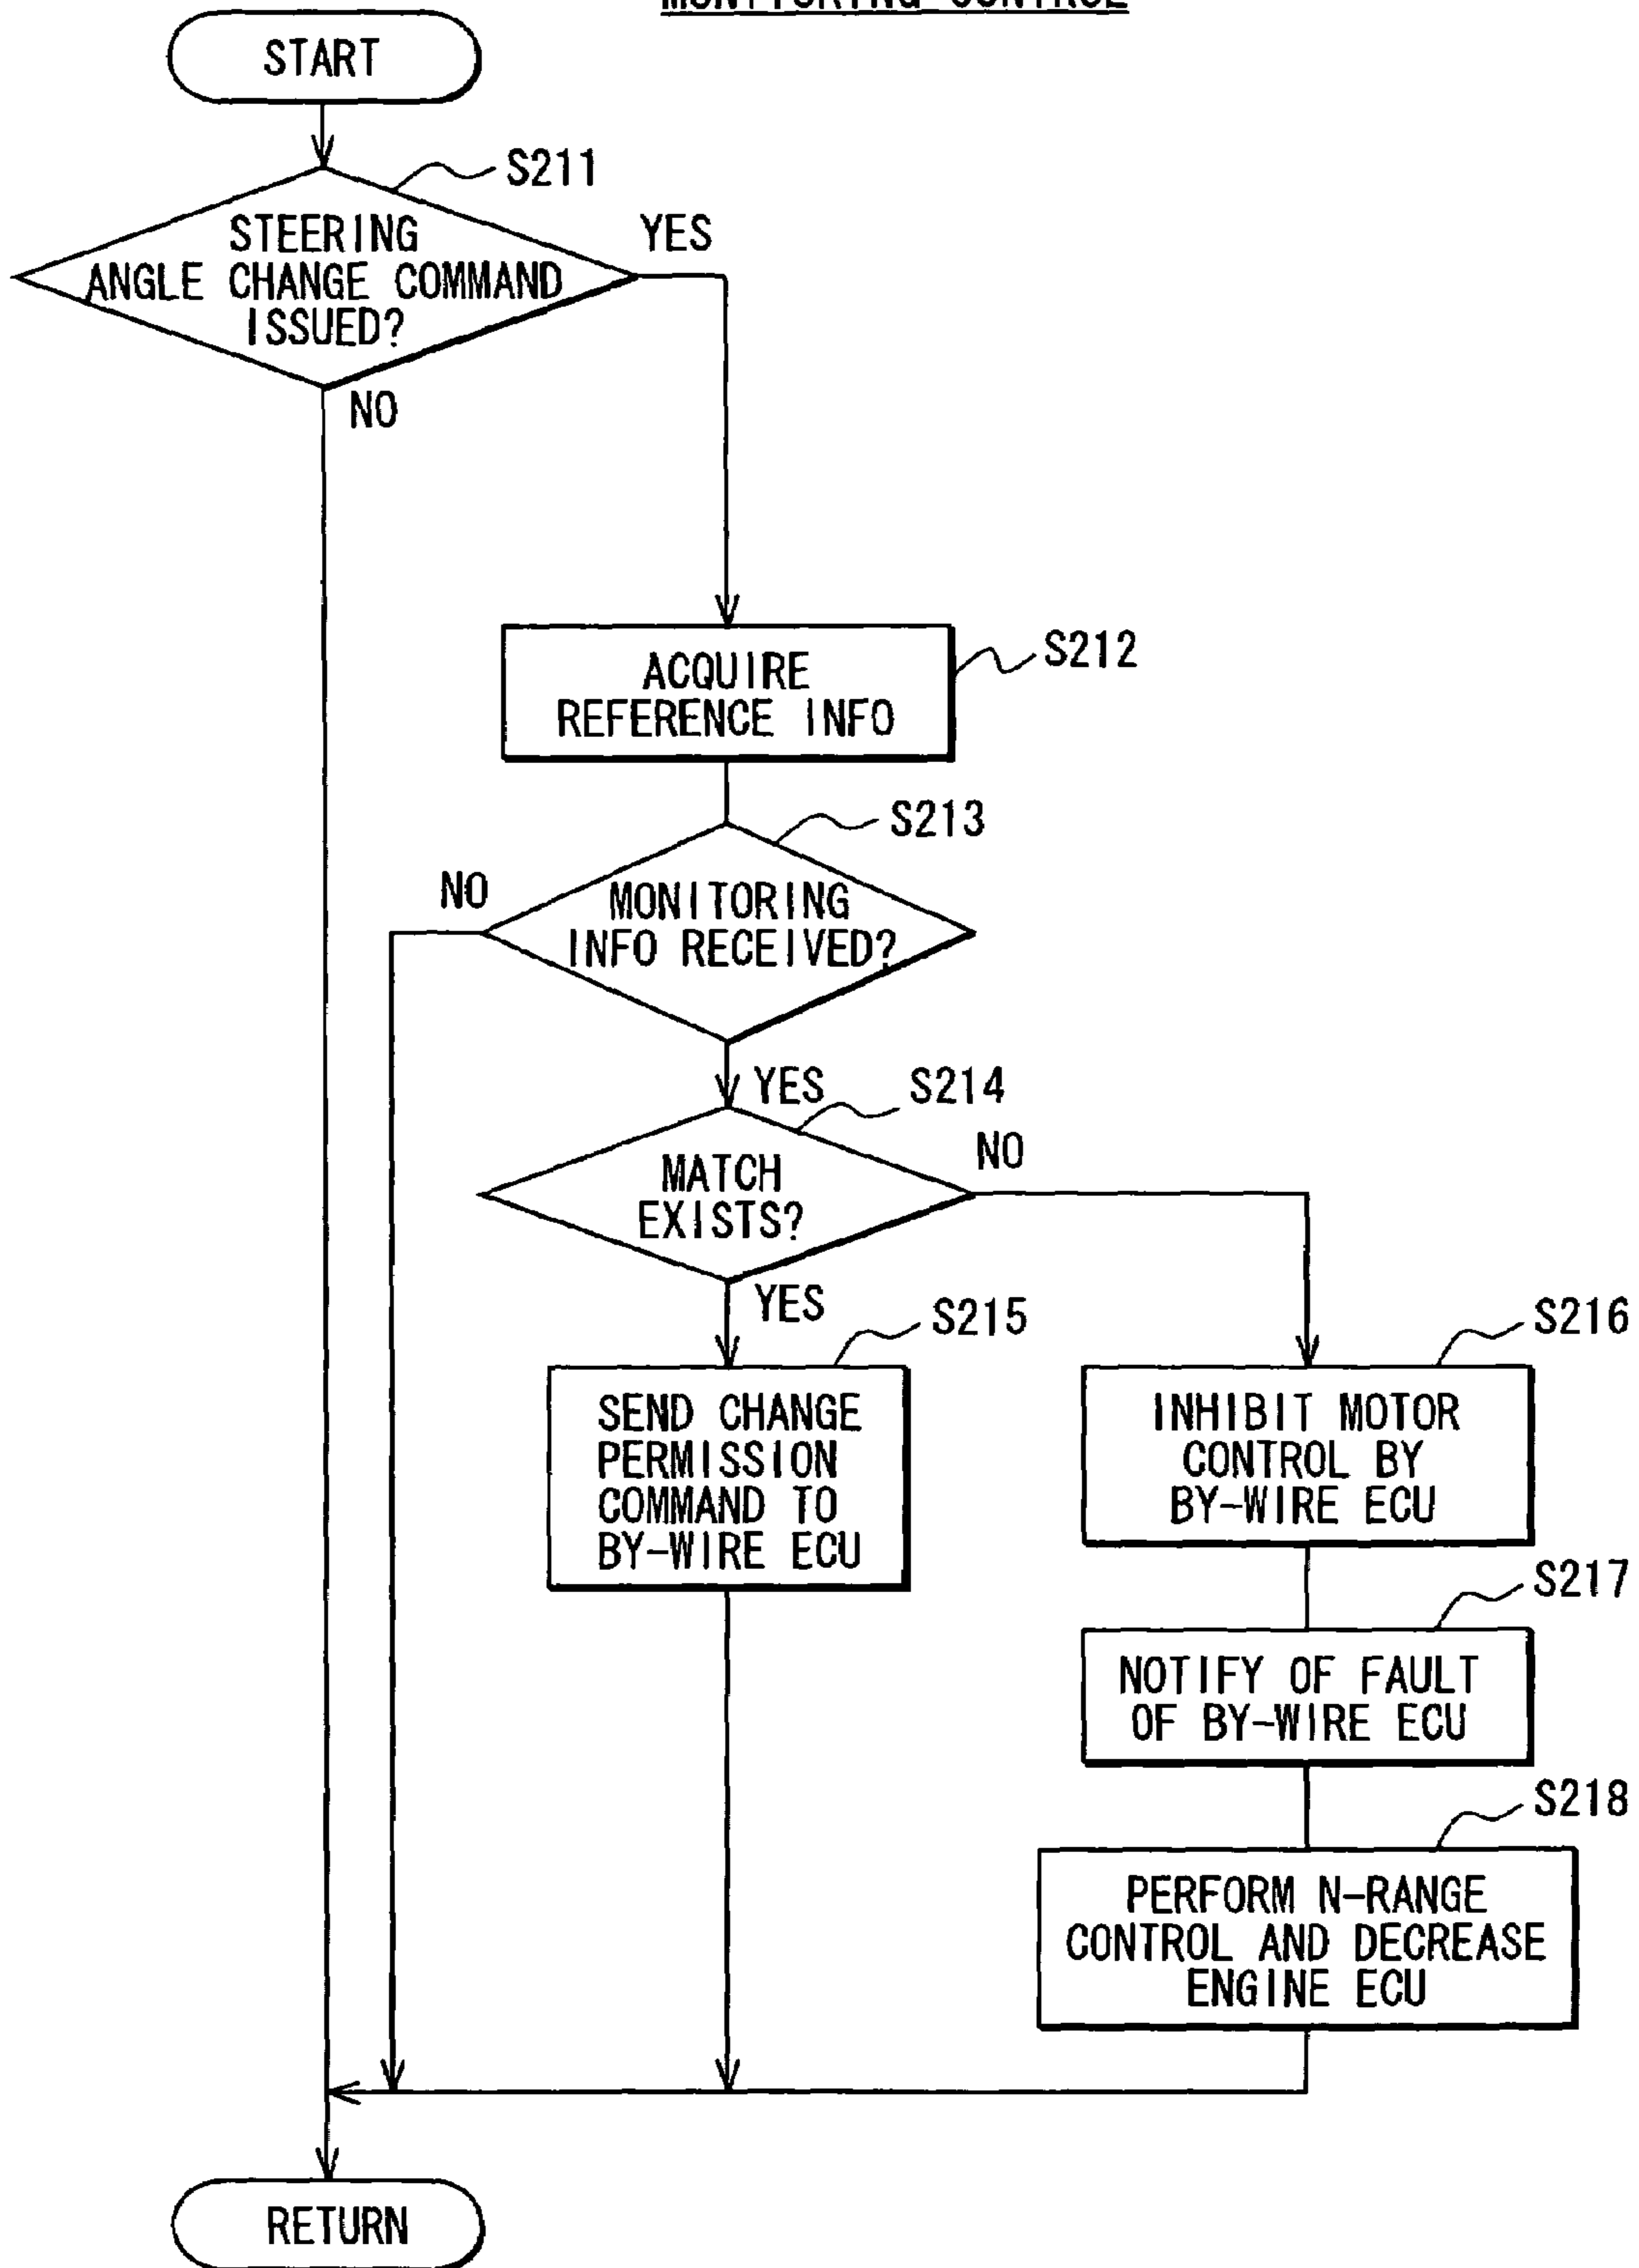 MONITORING CONTROL
START
S211
STEERING
ANGLE CHANGE COMMAND
ISSUED?
YES
NO
ACQUIRE
REFERENCE INFO
S212
S213
NO
MONITORING
INFO RECEIVED?
YES
S214
MATCH
EXISTS?
NO
YES
S215
SEND CHANGE
PERMISSION
COMMAND TO
BY-WIRE ECU
S216
INHIBIT MOTOR
CONTROL BY
BY-WIRE ECU
S217
NOTIFY OF FAULT
OF BY-WIRE ECU
S218
PERFORM N-RANGE
CONTROL AND DECREASE
ENGINE ECU
RETURN